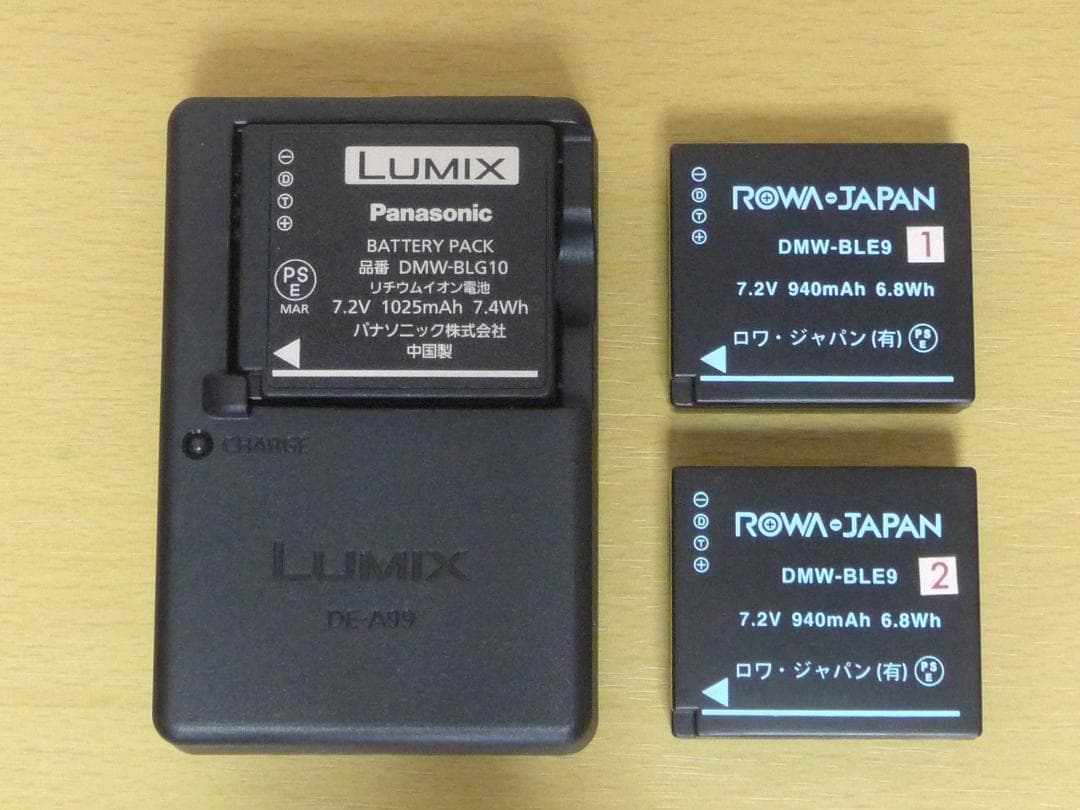 LUMIX
Panasonic
BATTERY PACK
品番 DMW-BLG10
リチウムイオン電池
7.2V 1025mAh 7.4Wh
パナソニック株式会社
中国製
D
T
PS
E
MAR
CHARGE
LUMIX
DE-A99
D
T
ROWA JAPAN
DMW-BLE9 1
7.2V 940mAh 6.8Wh
ロワ・ジャパン(有) PS
E
D
T
ROWA JAPAN
DMW-BLE9 2
7.2V 940mAh 6.8Wh
ロワ・ジャパン(有) PS
E